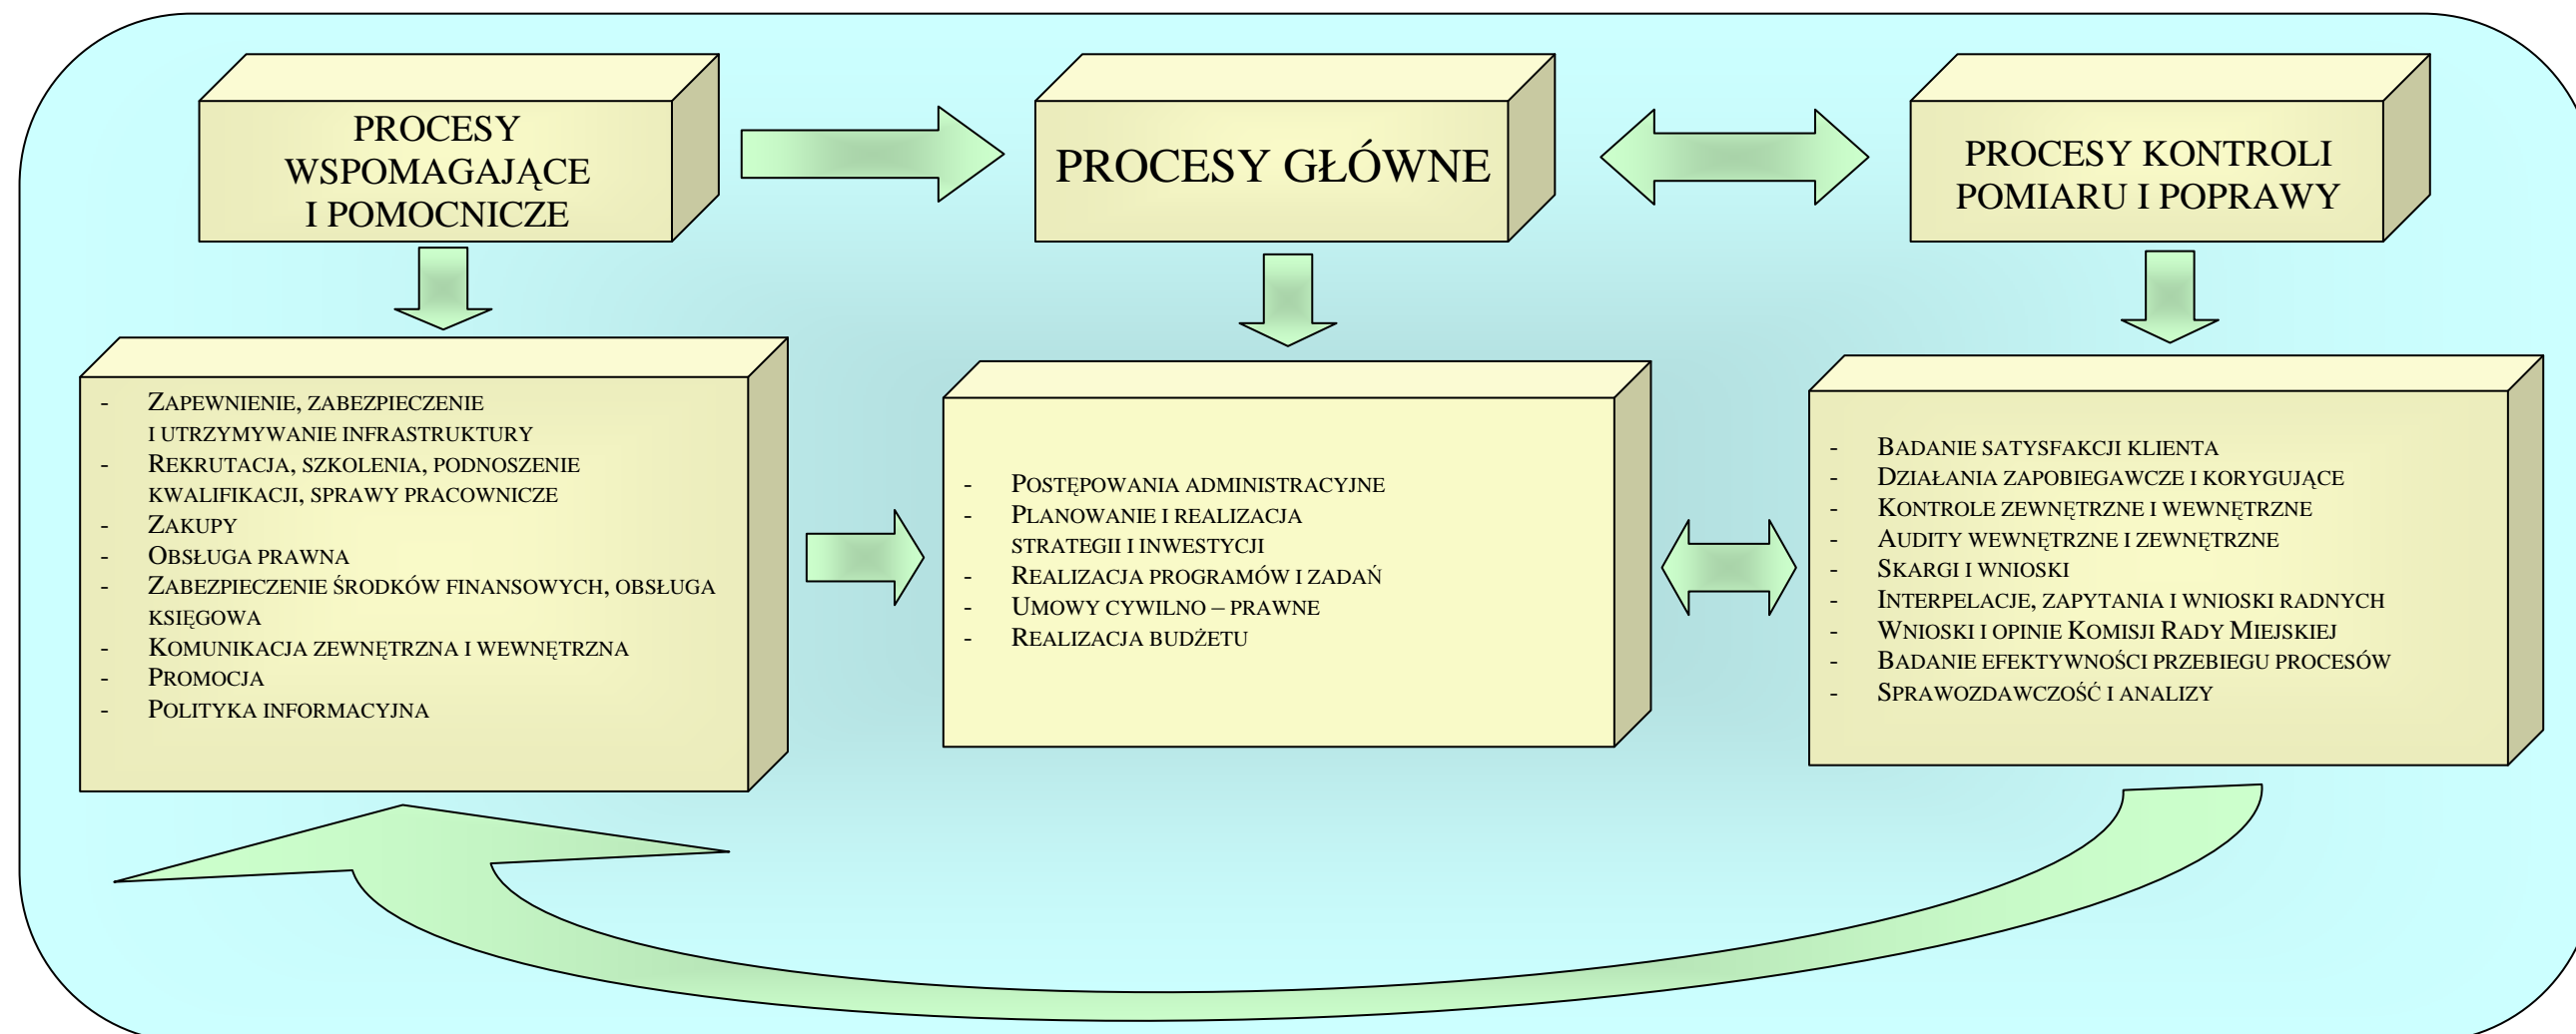 PROCESY
WSPOMAGAJĄCE
I POMOCNICZE
PROCESY GŁÓWNE
PROCESY KONTROLI
POMIARU I POPRAWY
- ZAPEWNIENIE, ZABEZPIECZENIE
I UTRZYMYWANIE INFRASTRUKTURY
- REKRUTACJA, SZKOLENIA, PODNOSZENIE
KWALIFIKACJI, SPRAWY PRACOWNICZE
- ZAKUPY
- OBSŁUGA PRAWNA
- ZABEZPIECZENIE ŚRODKÓW FINANSOWYCH, OBSŁUGA
KSIĘGOWA
- KOMUNIKACJA ZEWNĘTRZNA I WEWNĘTRZNA
- PROMOCJA
- POLITYKA INFORMACYJNA
- POSTĘPOWANIA ADMINISTRACYJNE
- PLANOWANIE I REALIZACJA
STRATEGII I INWESTYCJI
- REALIZACJA PROGRAMÓW I ZADAŃ
- UMOWY CYWILNO – PRAWNE
- REALIZACJA BUDŻETU
- BADANIE SATYSFAKCJI KLIENTA
- DZIAŁANIA ZAPOBIEGAWCZE I KORYGUJĄCE
- KONTROLE ZEWNĘTRZNE I WEWNĘTRZNE
- AUDITY WEWNĘTRZNE I ZEWNĘTRZNE
- SKARGI I WNIOSKI
- INTERPELACJE, ZAPYTANIA I WNIOSKI RADNYCH
- WNIOSKI I OPINIE KOMISJI RADY MIEJSKIEJ
- BADANIE EFEKTYWNOŚCI PRZEBIEGU PROCESÓW
- SPRAWOZDAWCZOŚĆ I ANALIZY